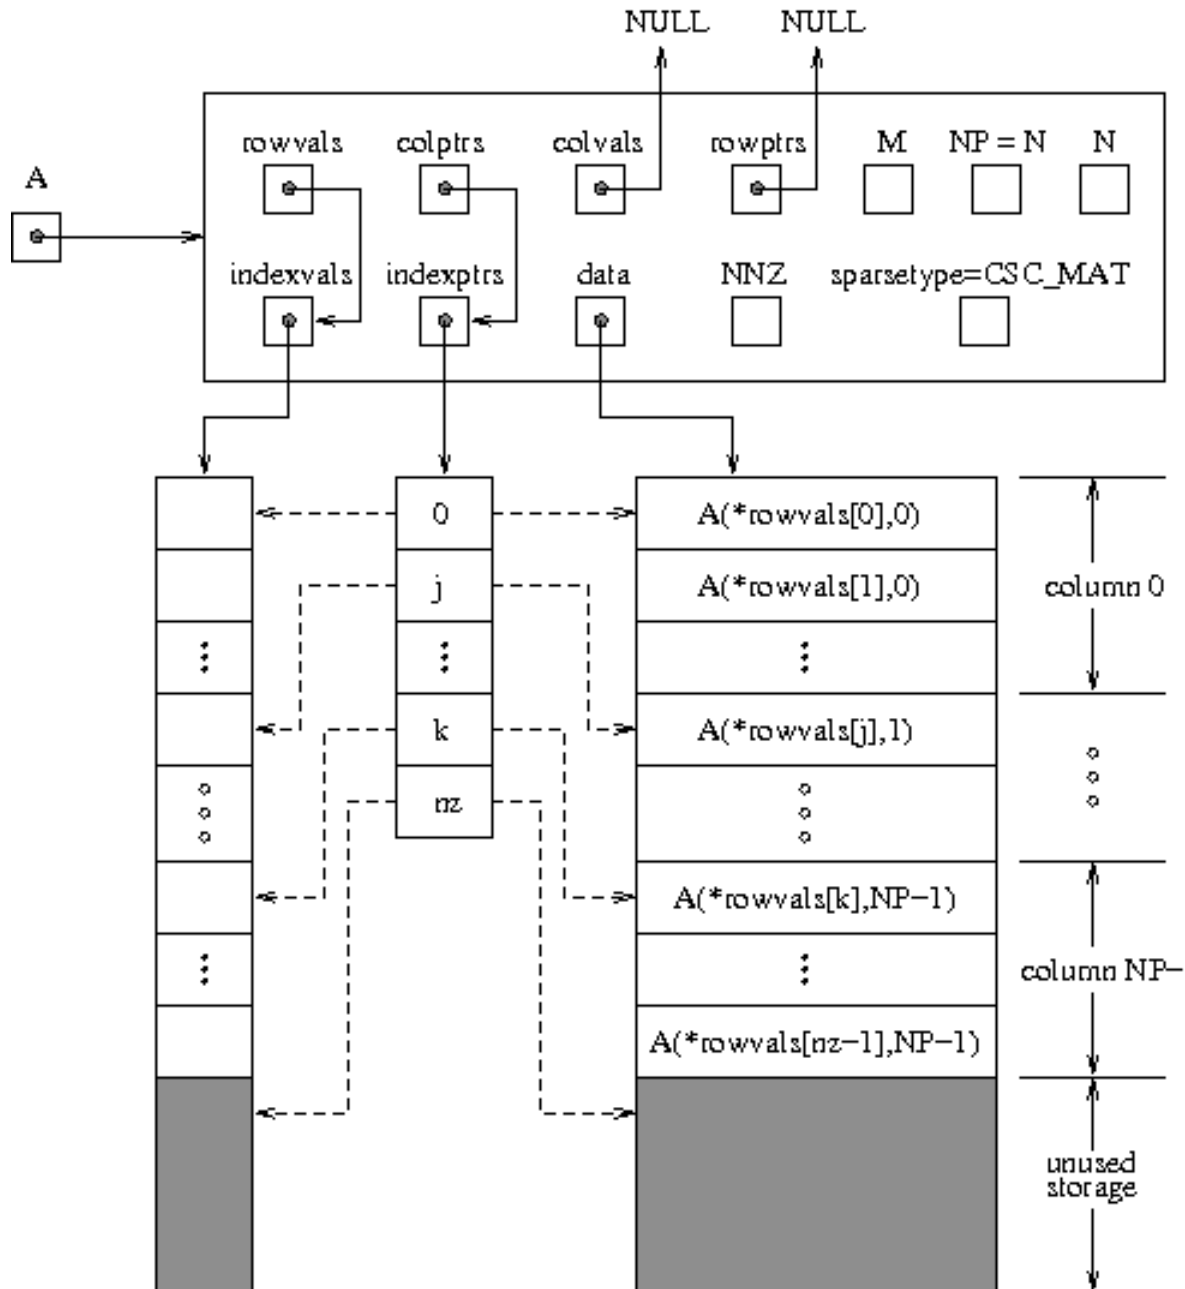 NULL NULL
rowvals colptrs colvals rowptrs M NP = N N
A
indexvals indexptrs data NNZ sparsetype=CSC_MAT
0 A(*rowvals[0],0)
j A(*rowvals[1],0) column 0
k A(*rowvals[j],1)
nz
A(*rowvals[k],NP−1)
column NP−
A(*rowvals[nz−1],NP−1)
unused
storage